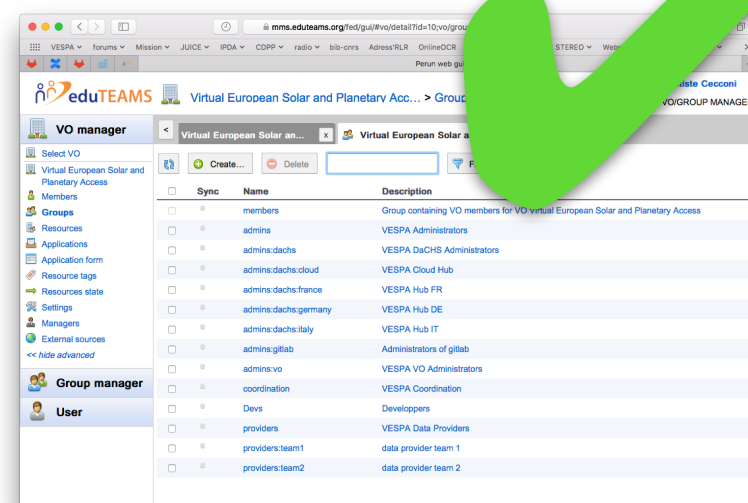 mms.eduteams.org/fed/gui/#vo/detail?id=10;vo/grou
VESPA forums Mission JUICE IPDA CDPP radio bib-cnrs Adress'RLR OnlineOCR STEREO
Perun web gui
eduTEAMS Virtual European Solar and Planetary Acc... > Group
Cecconi
VO/GROUP MANAGE
VO manager
Select VO
Virtual European Solar and Planetary Access
Members
Groups
Resources
Applications
Application form
Resource tags
Resources state
Settings
Managers
External sources
<< hide advanced
Group manager
User
< Virtual European Solar an... x Virtual European Solar a
Create... Delete F
Sync Name Description
members Group containing VO members for VO Virtual European Solar and Planetary Access
admins VESPA Administrators
admins:dachs VESPA DaCHS Administrators
admins:dachs:cloud VESPA Cloud Hub
admins:dachs:france VESPA Hub FR
admins:dachs:germany VESPA Hub DE
admins:dachs:italy VESPA Hub IT
admins:gitlab Administrators of gitlab
admins:vo VESPA VO Administrators
coordination VESPA Coordination
Devs Developpers
providers VESPA Data Providers
providers:team1 data provider team 1
providers:team2 data provider team 2